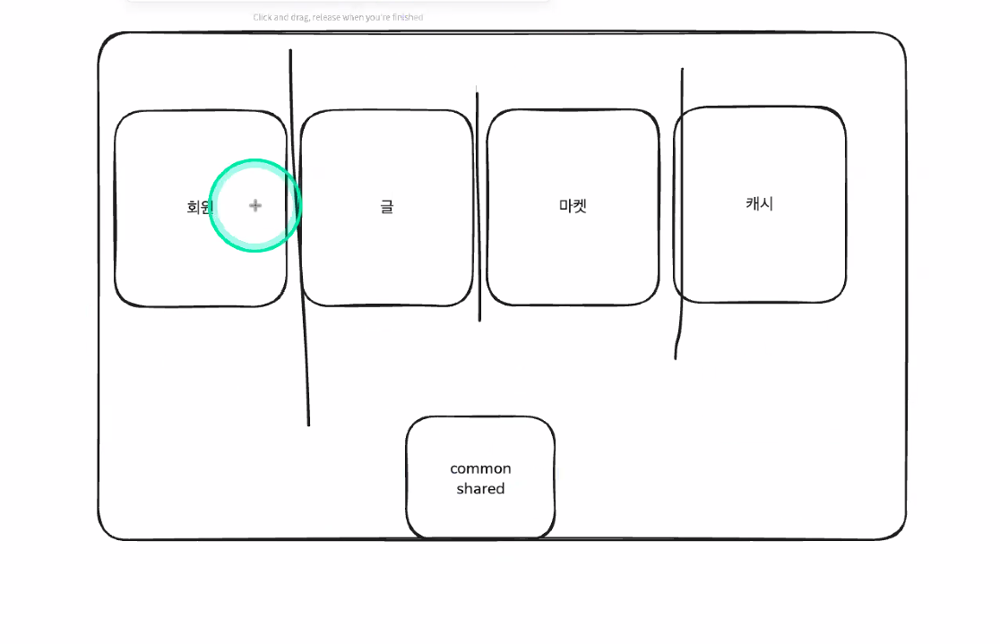 Click and drag, release when you're finished
회원
글
마켓
캐시
common
shared